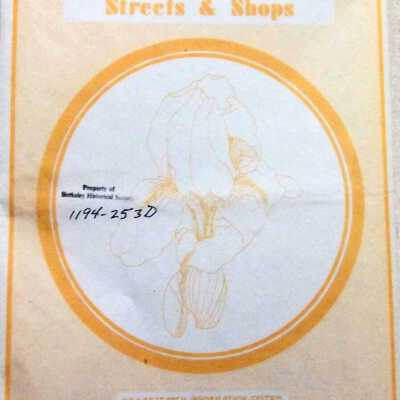 Streets & Shops
Property of
Berkeley Historical Society
1194-253D